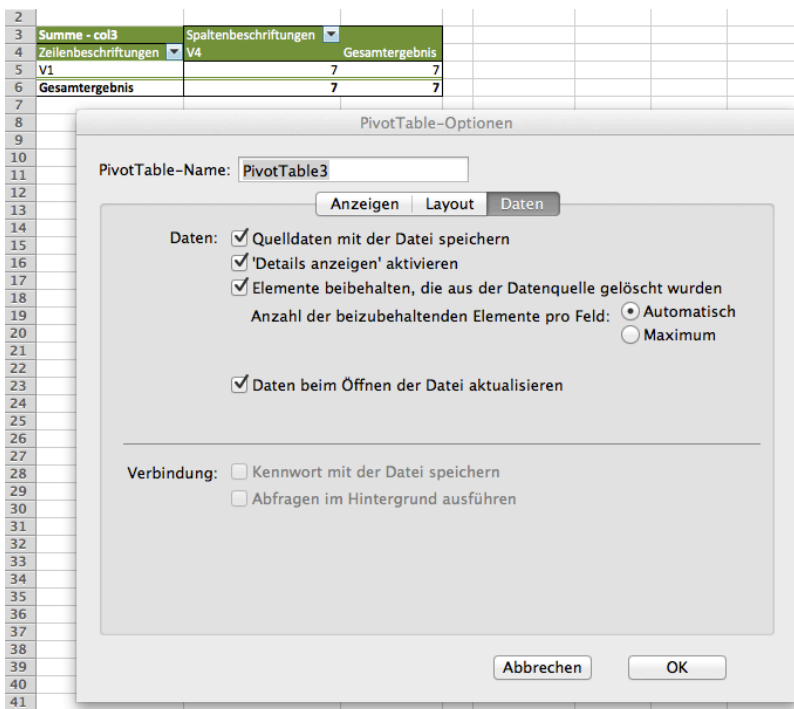 2
3 Summe - col3 Spaltenbeschriftungen
4 Zeilenbeschriftungen V4 Gesamtergebnis
5 V1 7 7
6 Gesamtergebnis 7 7
7
8 PivotTable-Optionen
9
10
11 PivotTable-Name: PivotTable3
12
13 Anzeigen Layout Daten
14
15 Daten: Quelldaten mit der Datei speichern
16 'Details anzeigen' aktivieren
17 Elemente beibehalten, die aus der Datenquelle gelöscht wurden
18
19 Anzahl der beizubehaltenden Elemente pro Feld: Automatisch
20 Maximum
21
22
23 Daten beim Öffnen der Datei aktualisieren
24
25
26
27
28 Verbindung: Kennwort mit der Datei speichern
29 Abfragen im Hintergrund ausführen
30
31
32
33
34
35
36
37
38
39 Abbrechen OK
40
41